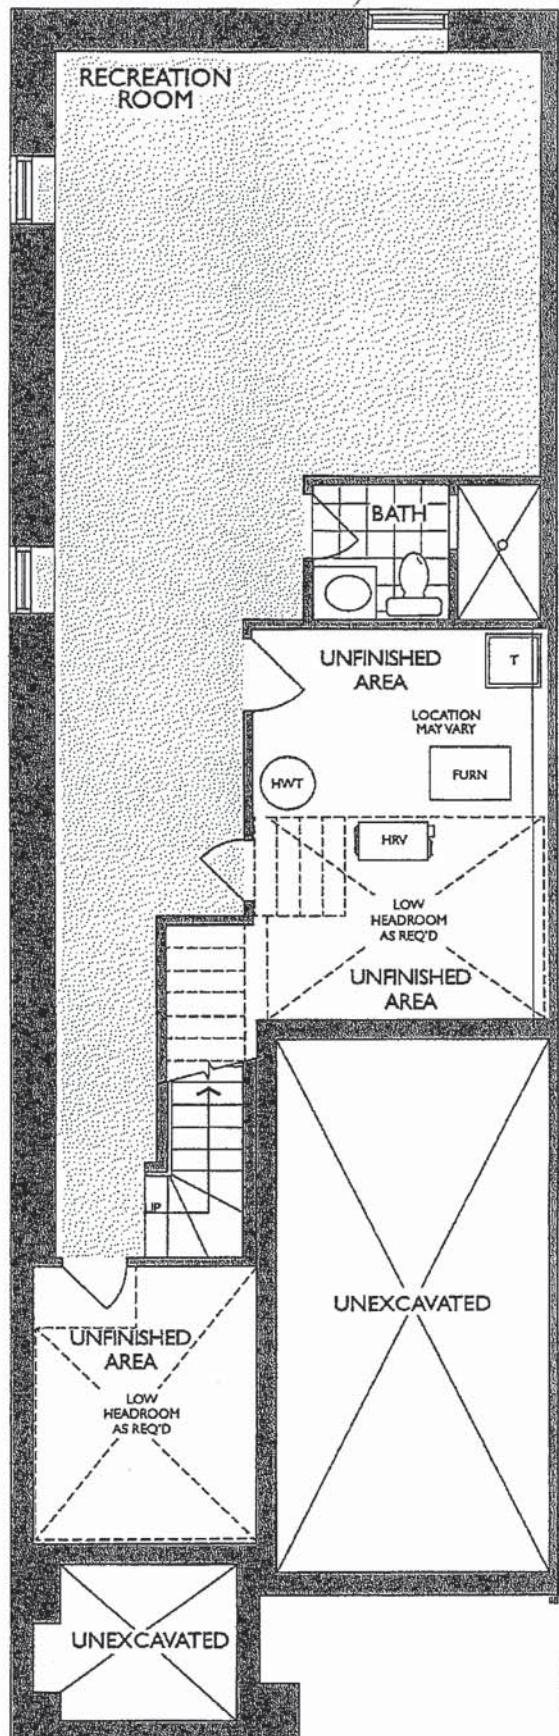 RECREATION
ROOM
BATH
UNFINISHED
AREA
T
LOCATION
MAY VARY
FURN
HWT
HRV
LOW
HEADROOM
AS REQ'D
UNFINISHED
AREA
UNEXCAVATED
UNFINISHED
AREA
LOW
HEADROOM
AS REQ'D
UNEXCAVATED